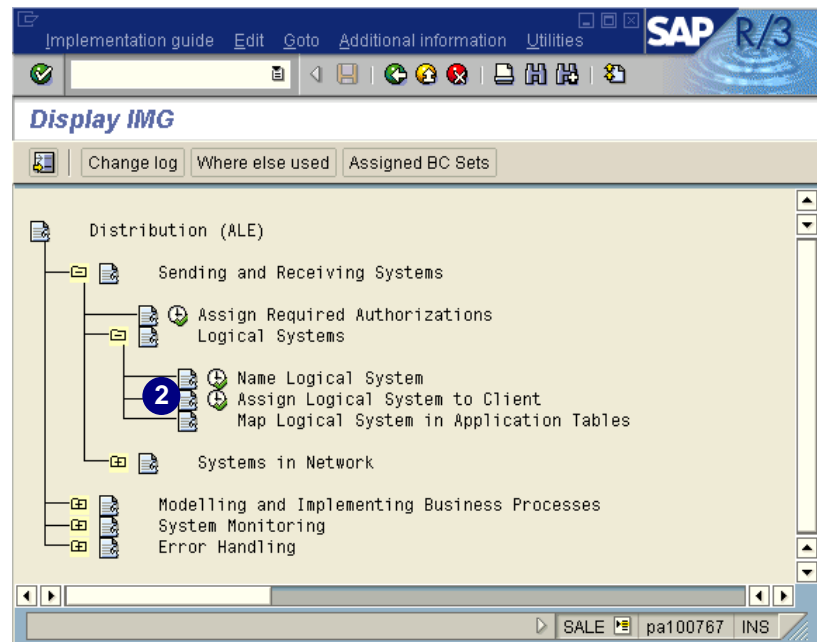 Implementation guide Edit Goto Additional information Utilities
SAP R/3
Display IMG
Change log Where else used Assigned BC Sets
Distribution (ALE)
Sending and Receiving Systems
Assign Required Authorizations
Logical Systems
Name Logical System
2 Assign Logical System to Client
Map Logical System in Application Tables
Systems in Network
Modelling and Implementing Business Processes
System Monitoring
Error Handling
SALE pa100767 INS